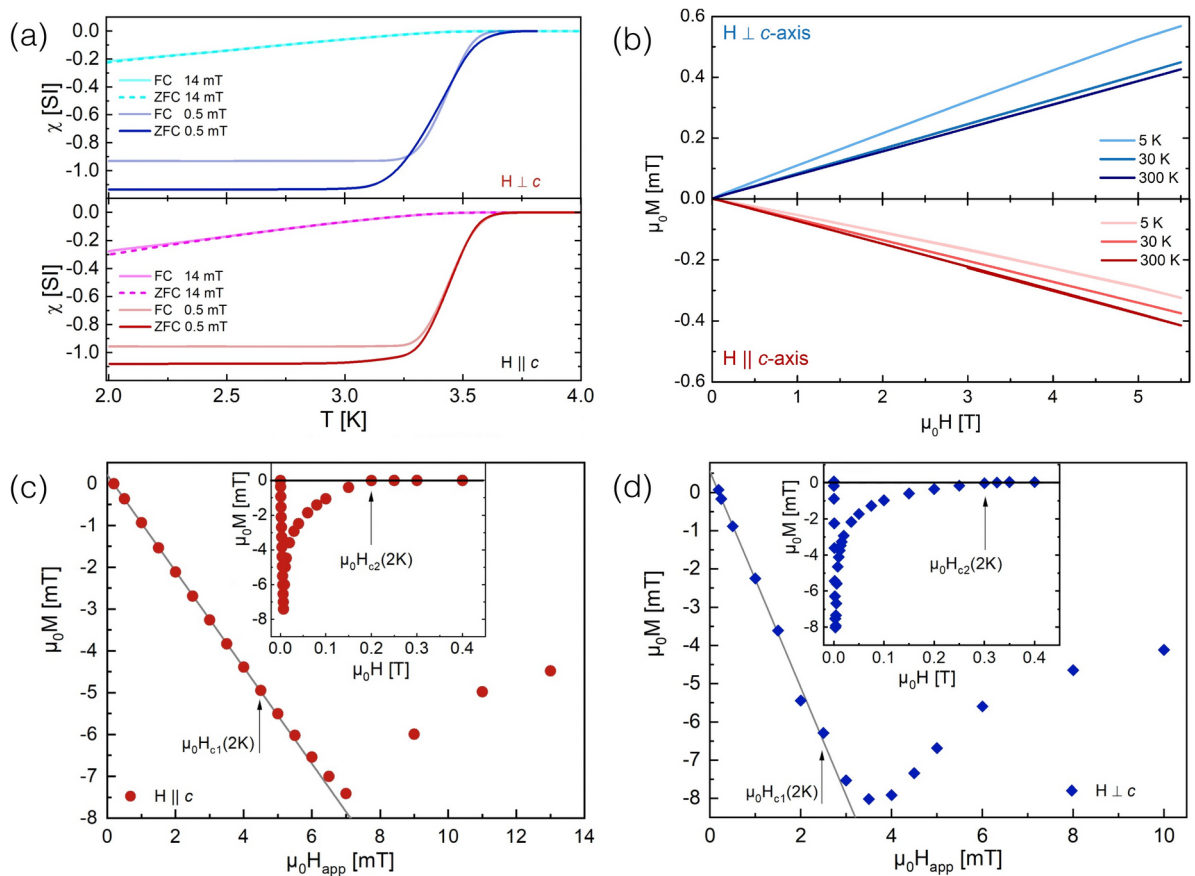 (a)
0.0
-0.2
-0.4
-0.6
-0.8
-1.0
χ [SI]
FC 14 mT
ZFC 14 mT
FC 0.5 mT
ZFC 0.5 mT
H ⊥ c
0.0
-0.2
-0.4
-0.6
-0.8
-1.0
χ [SI]
FC 14 mT
ZFC 14 mT
FC 0.5 mT
ZFC 0.5 mT
H || c
2.0 2.5 3.0 3.5 4.0
T [K]
(b)
0.6
0.4
0.2
0.0
-0.2
-0.4
-0.6
μ0M [mT]
H ⊥ c-axis
5 K
30 K
300 K
5 K
30 K
300 K
H || c-axis
0 1 2 3 4 5
μ0H [T]
(c)
0
-1
-2
-3
-4
-5
-6
-7
-8
μ0M [mT]
0
-2
-4
-6
-8
μ0M [mT]
μ0Hc2(2K)
0.0 0.1 0.2 0.3 0.4
μ0H [T]
μ0Hc1(2K)
H || c
0 2 4 6 8 10 12 14
μ0Happ [mT]
(d)
0
-1
-2
-3
-4
-5
-6
-7
-8
μ0M [mT]
0
-2
-4
-6
-8
μ0M [mT]
μ0Hc2(2K)
0.0 0.1 0.2 0.3 0.4
μ0H [T]
μ0Hc1(2K)
H ⊥ c
0 2 4 6 8 10
μ0Happ [mT]